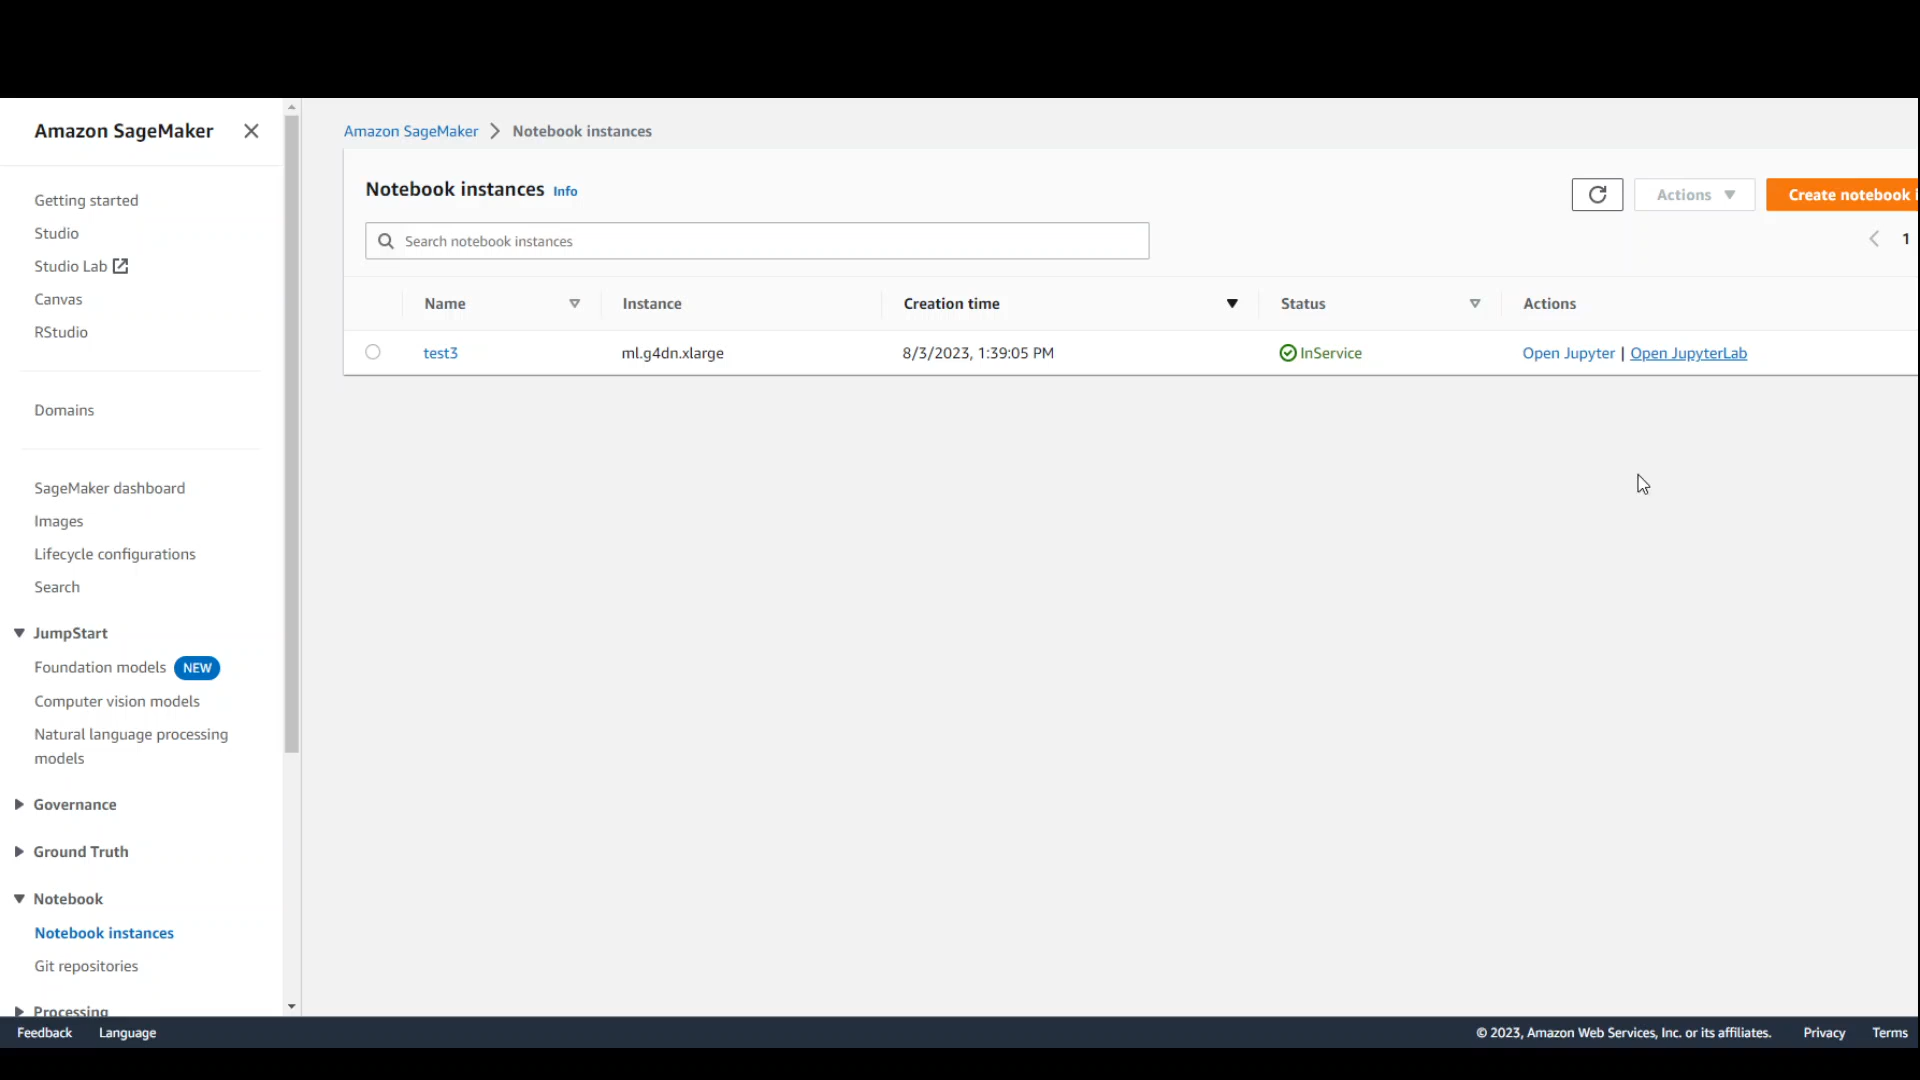 Amazon SageMaker
Getting started
Studio
Studio Lab
Canvas
RStudio
Domains
SageMaker dashboard
Images
Lifecycle configurations
Search
JumpStart
Foundation models NEW
Computer vision models
Natural language processing
models
Governance
Ground Truth
Notebook
Notebook instances
Git repositories
Processing
Amazon SageMaker > Notebook instances
Notebook instances Info
Actions
Create notebook i
Search notebook instances
1
Name Instance Creation time Status Actions
test3 ml.g4dn.xlarge 8/3/2023, 1:39:05 PM InService Open Jupyter | Open JupyterLab
Feedback Language © 2023, Amazon Web Services, Inc. or its affiliates. Privacy Terms